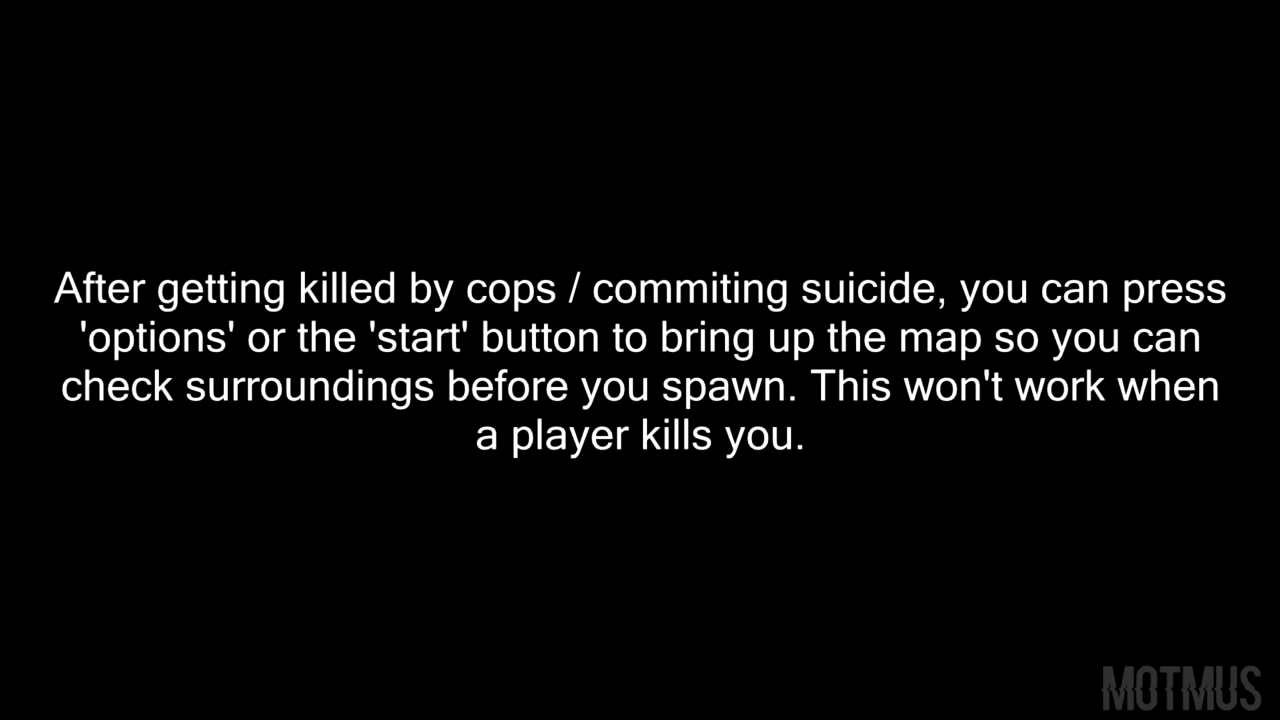 After getting killed by cops / commiting suicide, you can press
'options' or the 'start' button to bring up the map so you can
check surroundings before you spawn. This won't work when
a player kills you.
MOTMUS